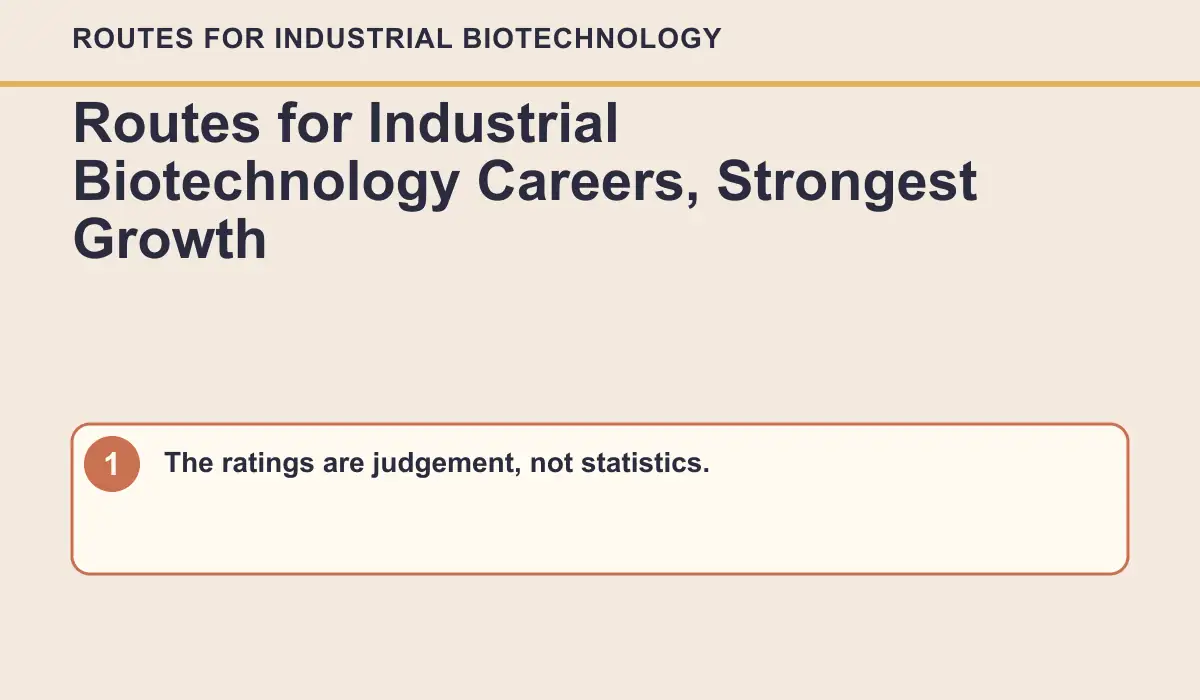 ROUTES FOR INDUSTRIAL BIOTECHNOLOGY
Routes for Industrial
Biotechnology Careers, Strongest
Growth
1
The ratings are judgement, not statistics.